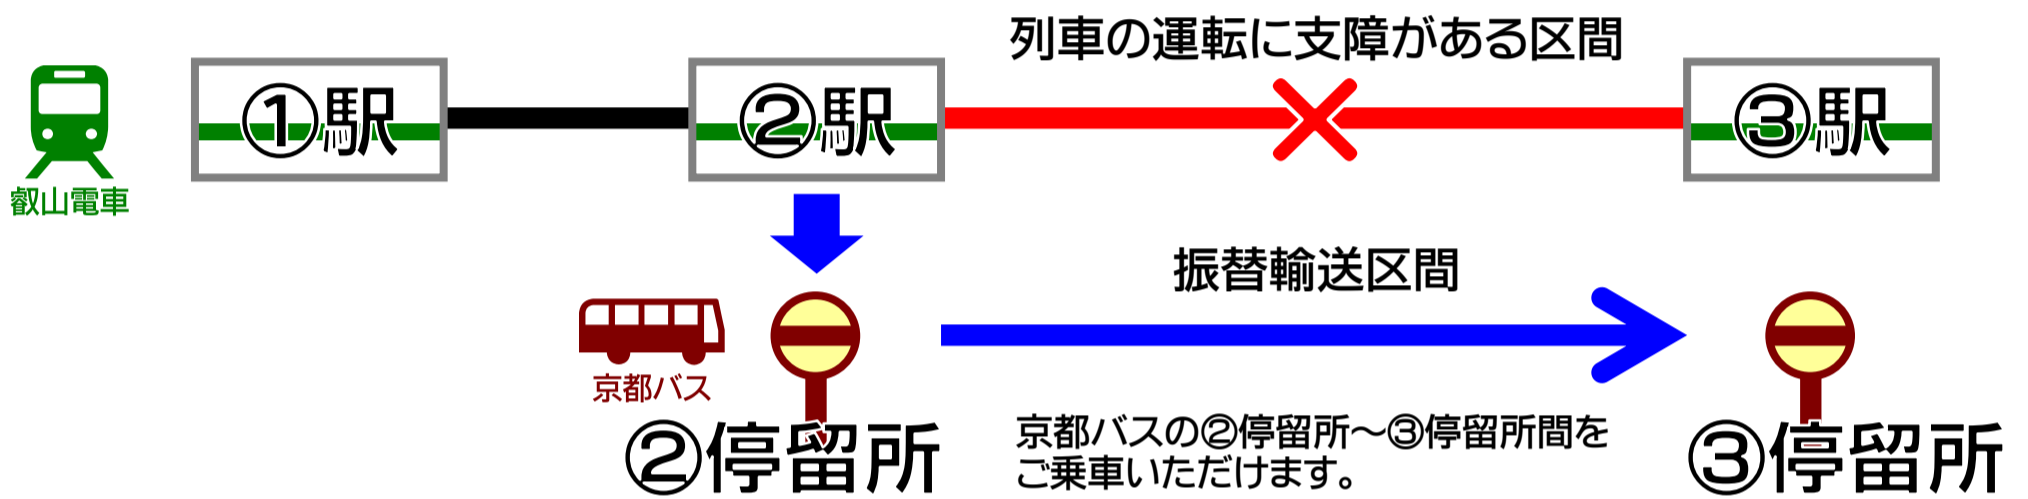 列車の運転に支障がある区間
①駅
②駅
③駅
叡山電車
振替輸送区間
京都バス
②停留所
京都バスの②停留所～③停留所間を
ご乗車いただけます。
③停留所